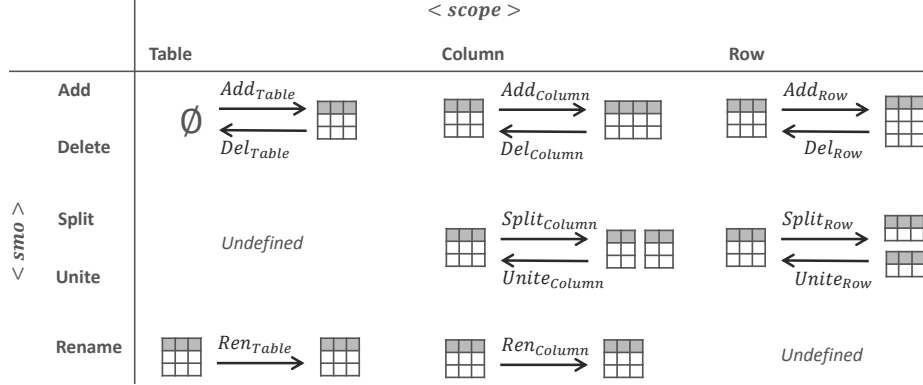 < scope >
Table Column Row
Add
Add_Table Add_Column Add_Row
∅
Delete
Del_Table Del_Column Del_Row
< smo >
Split
Split_Column Split_Row
Undefined
Unite
Unite_Column Unite_Row
Rename
Ren_Table Ren_Column
Undefined